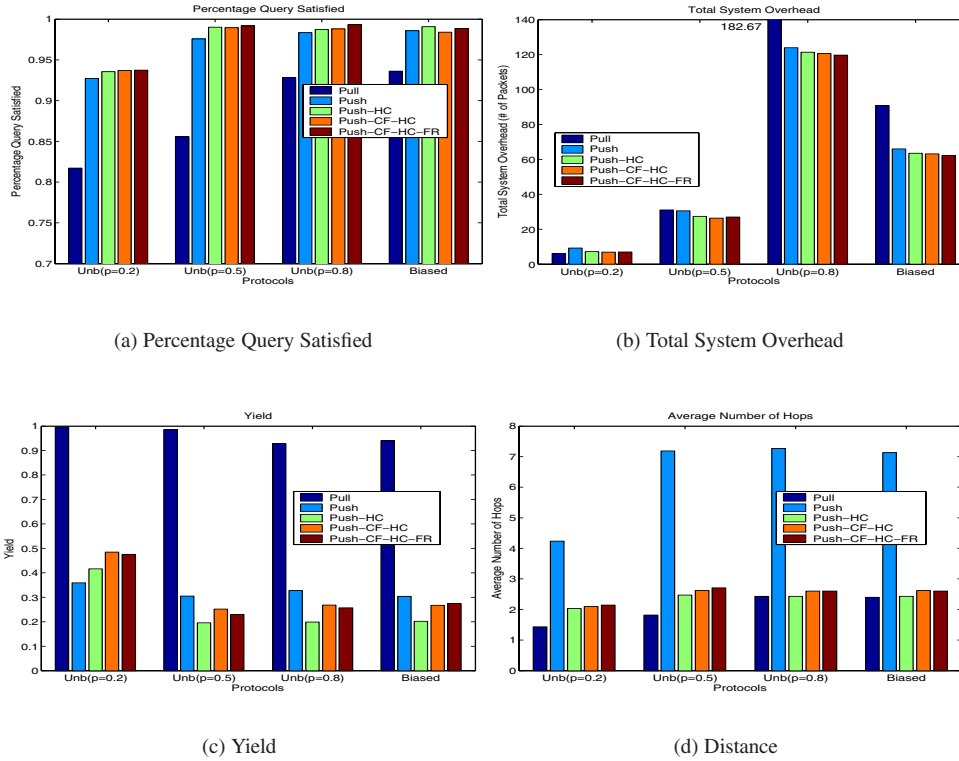 Percentage Query Satisfied
Percentage Query Satisfied
1
0.95
0.9
0.85
0.8
0.75
0.7
Pull
Push
Push-HC
Push-CF-HC
Push-CF-HC-FR
Unb(p=0.2) Unb(p=0.5) Unb(p=0.8) Biased
Protocols
(a) Percentage Query Satisfied
Total System Overhead
Total System Overhead (# of Packets)
140
120
100
80
60
40
20
0
182.67
Pull
Push
Push-HC
Push-CF-HC
Push-CF-HC-FR
Unb(p=0.2) Unb(p=0.5) Unb(p=0.8) Biased
Protocols
(b) Total System Overhead
Yield
Yield
1
0.9
0.8
0.7
0.6
0.5
0.4
0.3
0.2
0.1
0
Pull
Push
Push-HC
Push-CF-HC
Push-CF-HC-FR
Unb(p=0.2) Unb(p=0.5) Unb(p=0.8) Biased
Protocols
(c) Yield
Average Number of Hops
Average Number of Hops
8
7
6
5
4
3
2
1
0
Pull
Push
Push-HC
Push-CF-HC
Push-CF-HC-FR
Unb(p=0.2) Unb(p=0.5) Unb(p=0.8) Biased
Protocols
(d) Distance